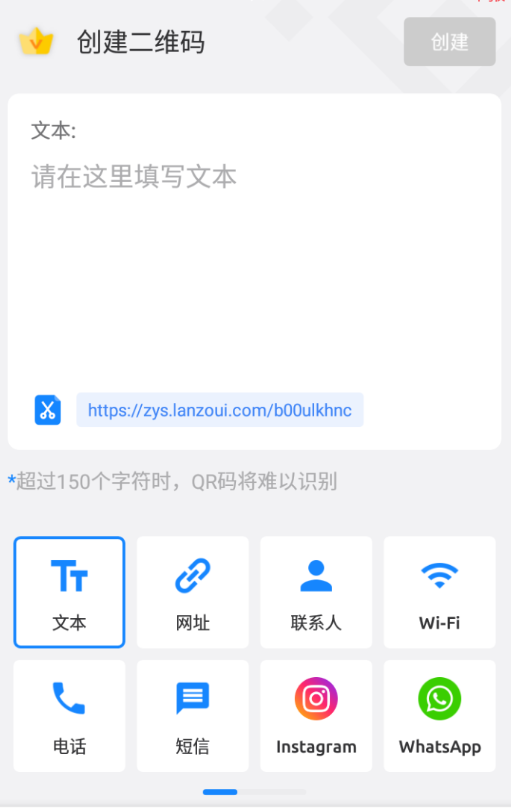 创建二维码
创建
文本:
请在这里填写文本
https://zys.lanzoui.com/b00ulkhnc
*超过150个字符时，QR码将难以识别
文本
网址
联系人
Wi-Fi
电话
短信
Instagram
WhatsApp